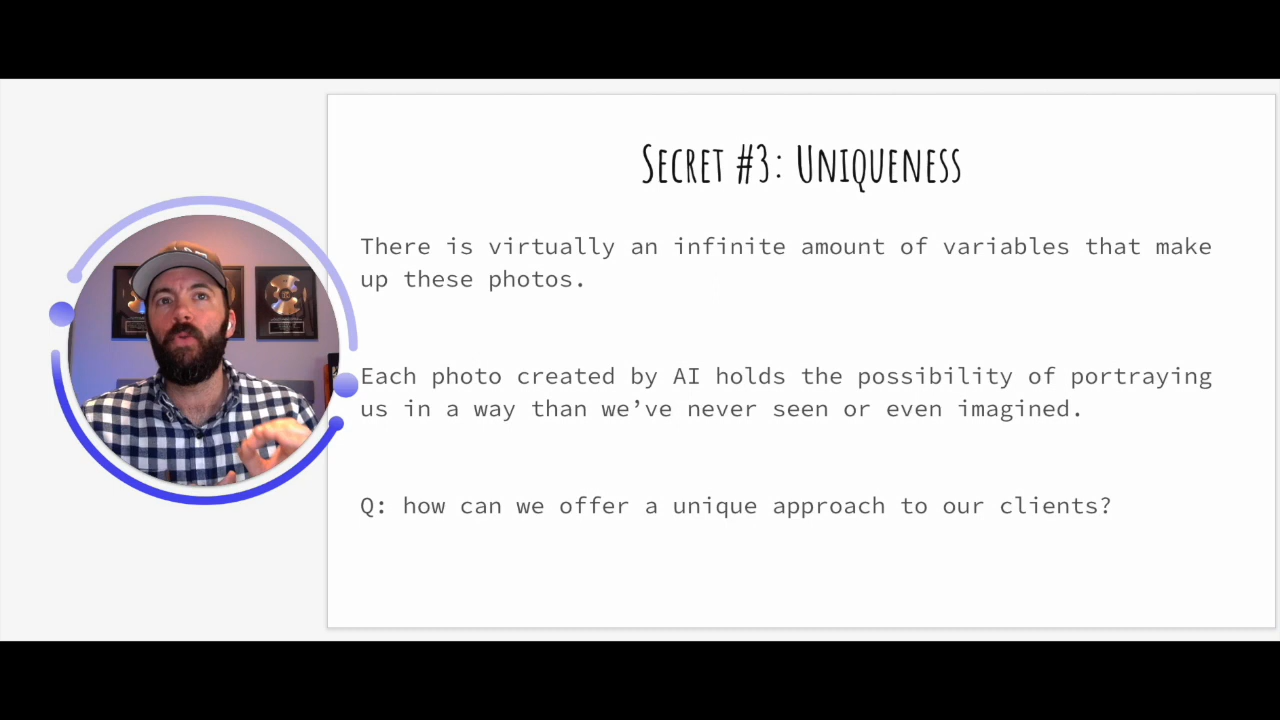 Secret #3: Uniqueness
There is virtually an infinite amount of variables that make
up these photos.
Each photo created by AI holds the possibility of portraying
us in a way than we’ve never seen or even imagined.
Q: how can we offer a unique approach to our clients?